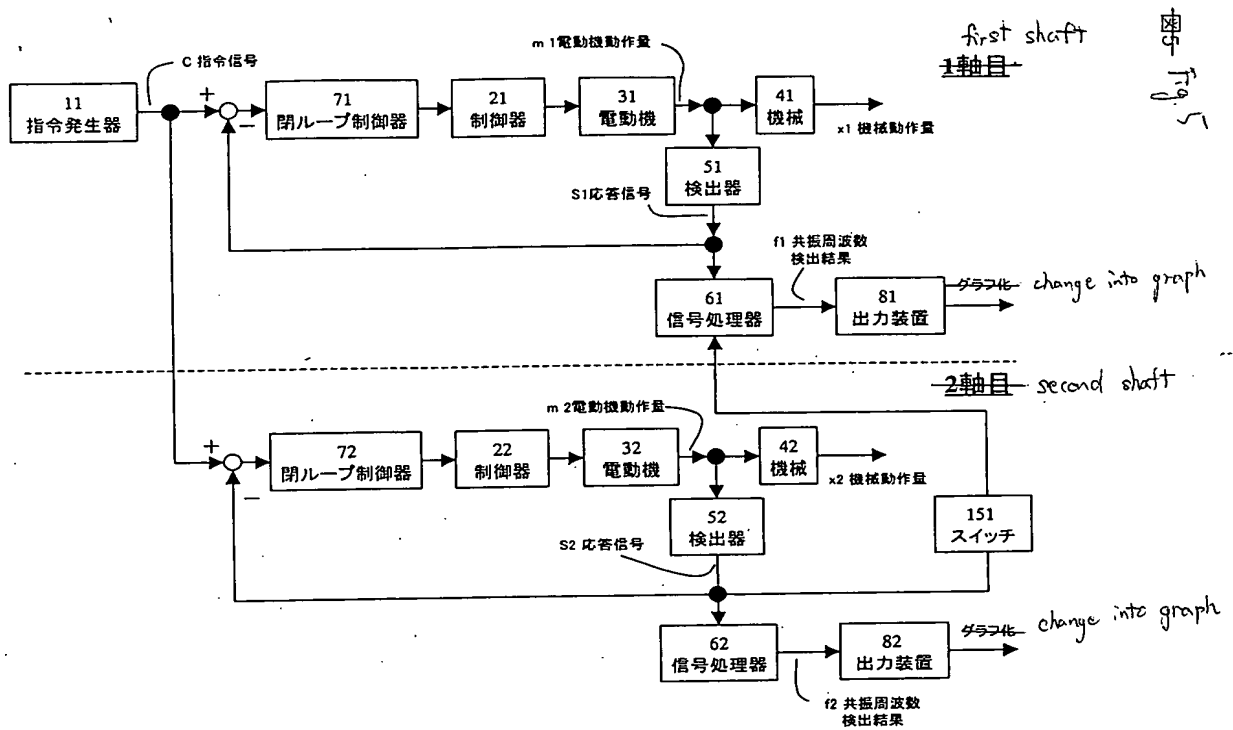 first shaft
1軸目
図5
Fig. 5
C 指令信号
m 1電動機動作量
11
指令発生器
+
−
71
閉ループ制御器
21
制御器
31
電動機
41
機械
x1 機械動作量
51
検出器
S1応答信号
f1 共振周波数
検出結果
61
信号処理器
81
出力装置
グラフ化
change into graph
2軸目
second shaft
m 2電動機動作量
+
−
72
閉ループ制御器
22
制御器
32
電動機
42
機械
x2 機械動作量
52
検出器
S2 応答信号
151
スイッチ
62
信号処理器
82
出力装置
グラフ化
change into graph
f2 共振周波数
検出結果